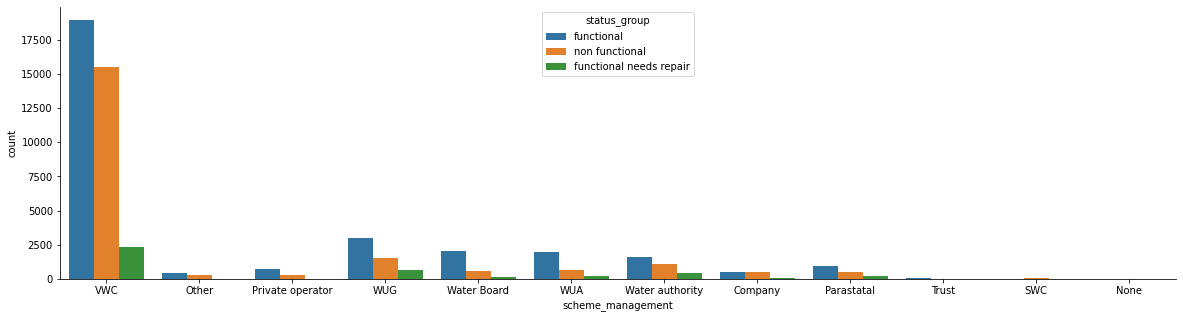 status_group
functional
non functional
functional needs repair
17500
15000
12500
10000
7500
5000
2500
0
count
VWC Other Private operator WUG Water Board WUA Water authority Company Parastatal Trust SWC None
scheme_management